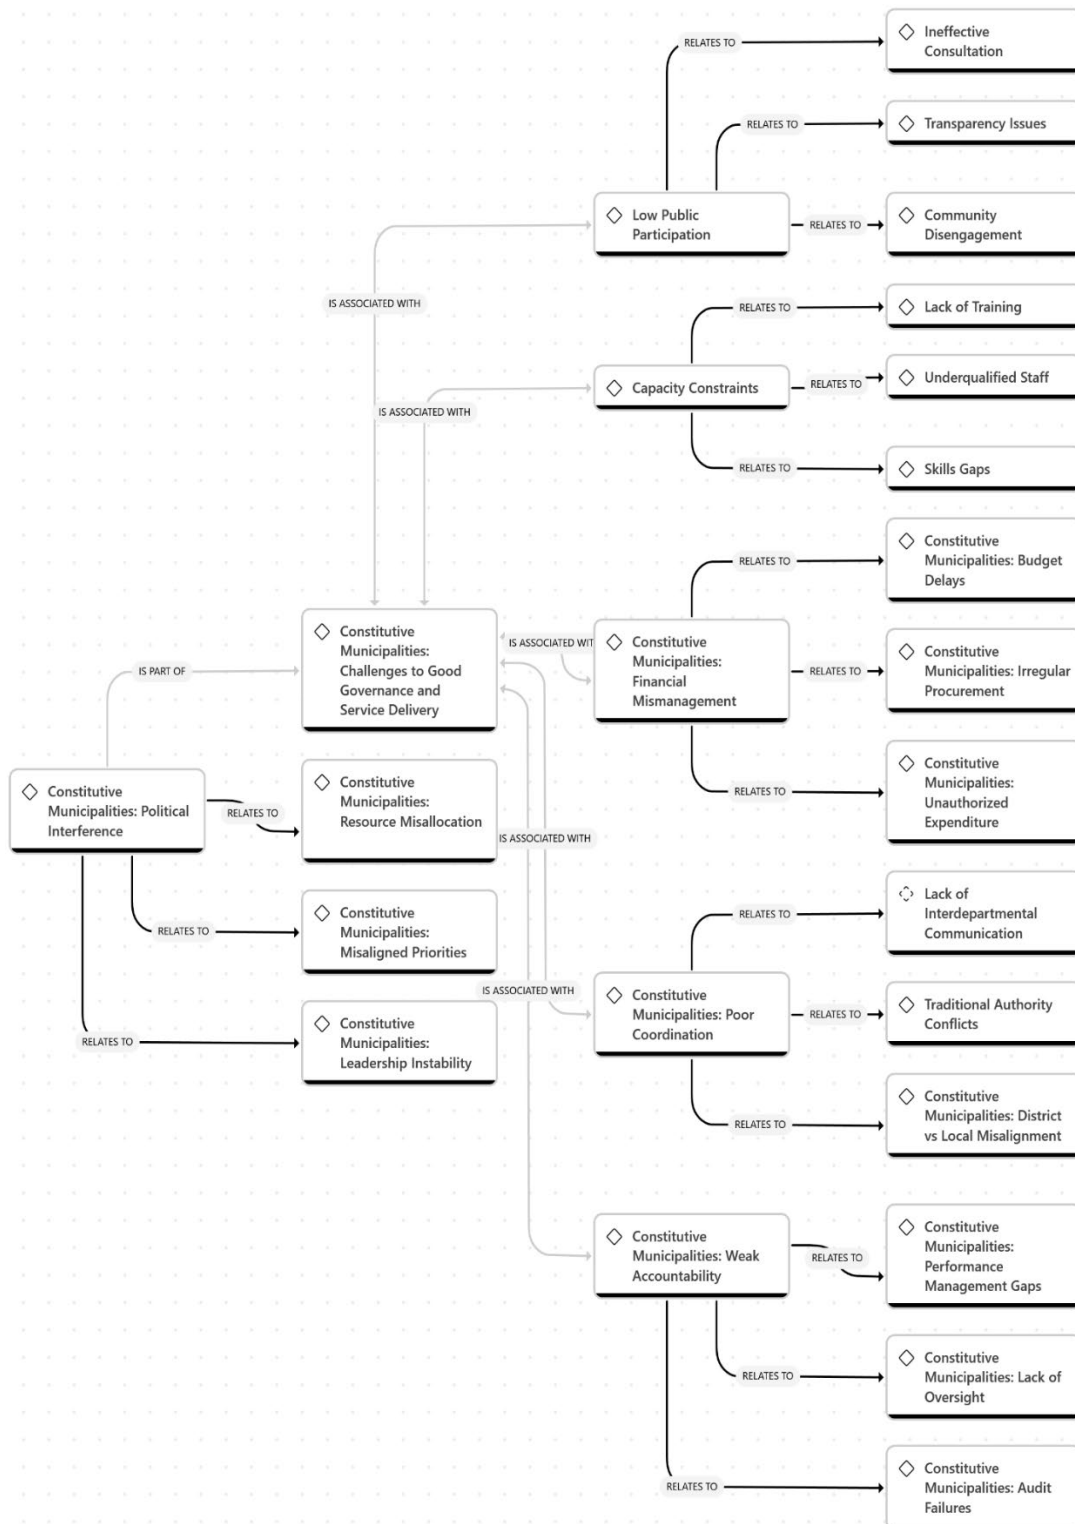 RELATES TO
Ineffective
Consultation
RELATES TO
Transparency Issues
Low Public
Participation
RELATES TO
Community
Disengagement
IS ASSOCIATED WITH
RELATES TO
Lack of Training
Capacity Constraints
RELATES TO
Underqualified Staff
IS ASSOCIATED WITH
RELATES TO
Skills Gaps
RELATES TO
Constitutive
Municipalities: Budget
Delays
Constitutive
Municipalities:
Challenges to Good
Governance and
Service Delivery
IS ASSOCIATED WIT
Constitutive
Municipalities:
Financial
Mismanagement
RELATES TO
Constitutive
Municipalities: Irregular
Procurement
IS PART OF
RELATES TO
Constitutive
Municipalities:
Unauthorized
Expenditure
Constitutive
Municipalities: Political
Interference
RELATES TO
Constitutive
Municipalities:
Resource Misallocation
IS ASSOCIATED WITH
RELATES TO
Constitutive
Municipalities:
Misaligned Priorities
RELATES TO
Lack of
Interdepartmental
Communication
IS ASSOCIATED WITH
Constitutive
Municipalities: Poor
Coordination
RELATES TO
Traditional Authority
Conflicts
RELATES TO
Constitutive
Municipalities:
Leadership Instability
RELATES TO
Constitutive
Municipalities: District
vs Local Misalignment
Constitutive
Municipalities: Weak
Accountability
RELATES TO
Constitutive
Municipalities:
Performance
Management Gaps
RELATES TO
Constitutive
Municipalities: Lack of
Oversight
RELATES TO
Constitutive
Municipalities: Audit
Failures